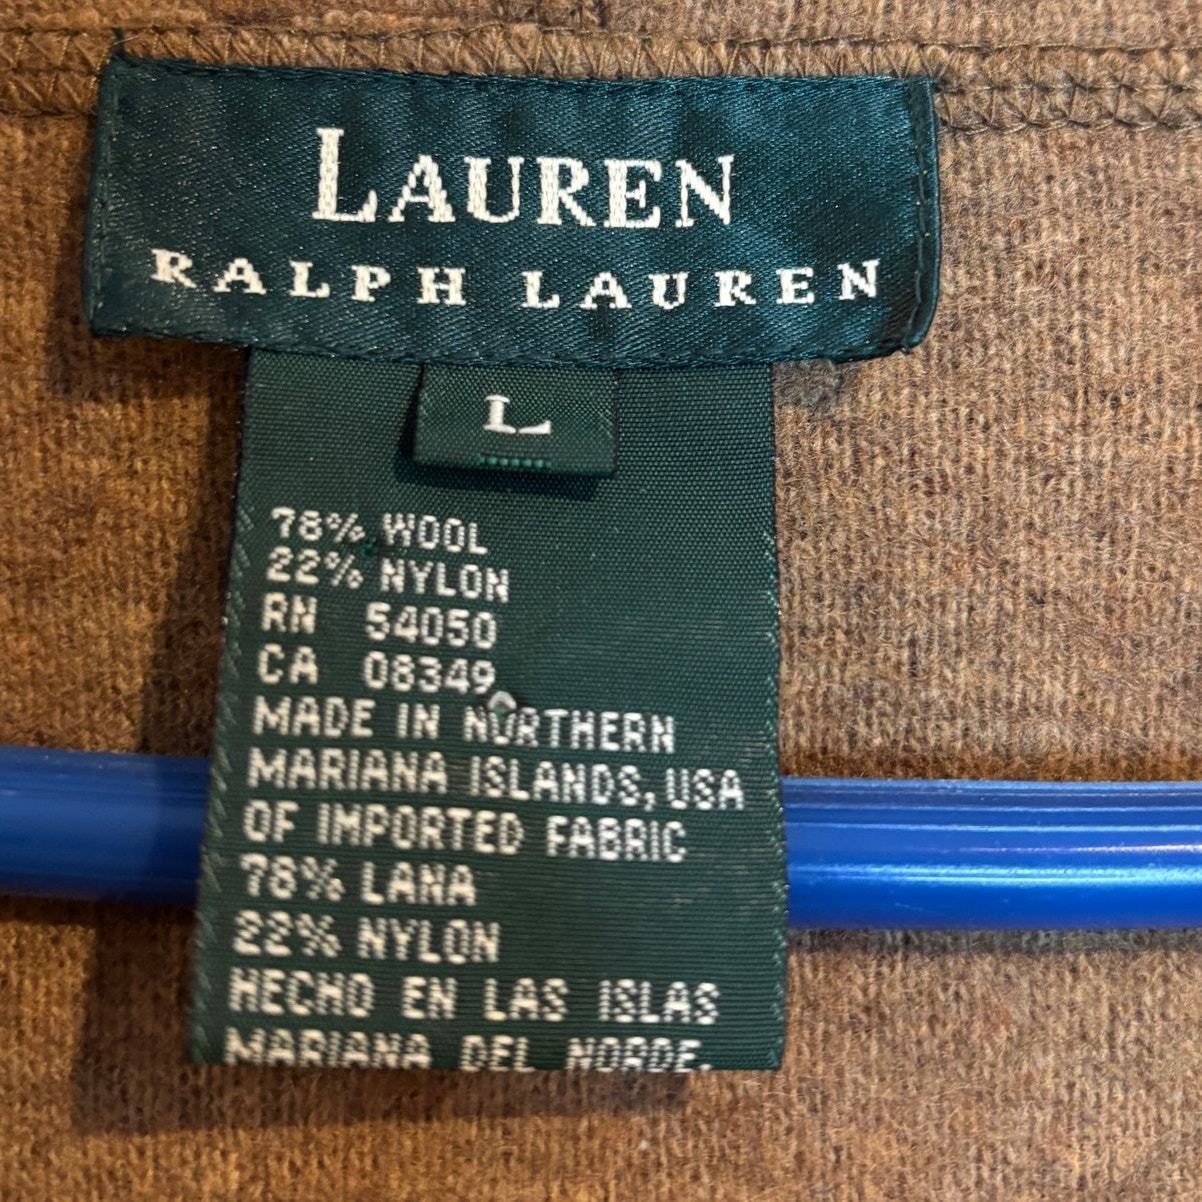 LAUREN
RALPH LAUREN
L
78% WOOL
22% NYLON
RN 54050
CA 08349
MADE IN NORTHERN
MARIANA ISLANDS, USA
OF IMPORTED FABRIC
78% LANA
22% NYLON
HECHO EN LAS ISLAS
MARIANA DEL NORDE.